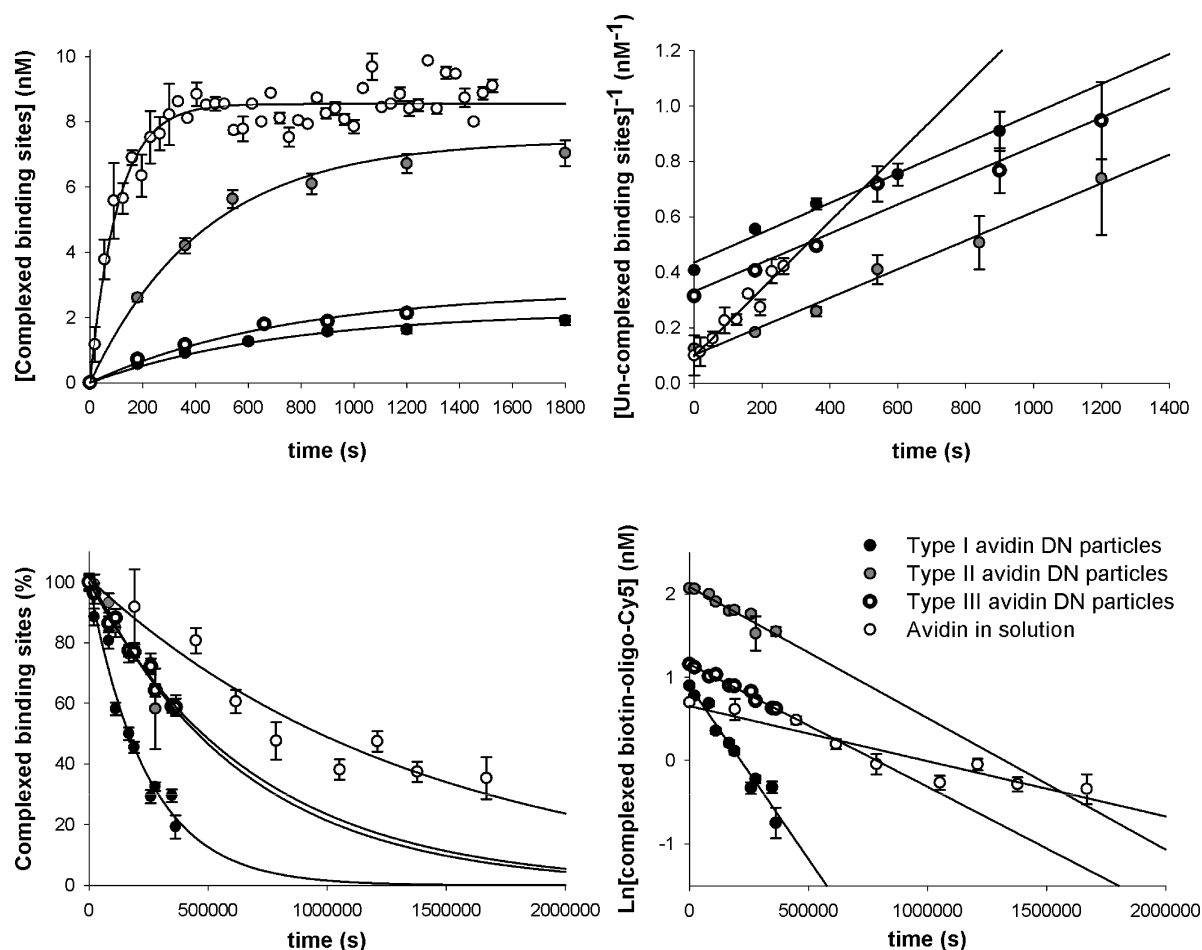 [Complexed binding sites] (nM)
10
8
6
4
2
0
0 200 400 600 800 1000 1200 1400 1600 1800
time (s)
[Un-complexed binding sites]⁻¹ (nM⁻¹)
1.2
1.0
0.8
0.6
0.4
0.2
0.0
0 200 400 600 800 1000 1200 1400
time (s)
Complexed binding sites (%)
100
80
60
40
20
0
0 500000 1000000 1500000 2000000
time (s)
Ln[complexed biotin-oligo-Cy5] (nM)
2
1
0
-1
0 500000 1000000 1500000 2000000
time (s)
Type I avidin DN particles
Type II avidin DN particles
Type III avidin DN particles
Avidin in solution